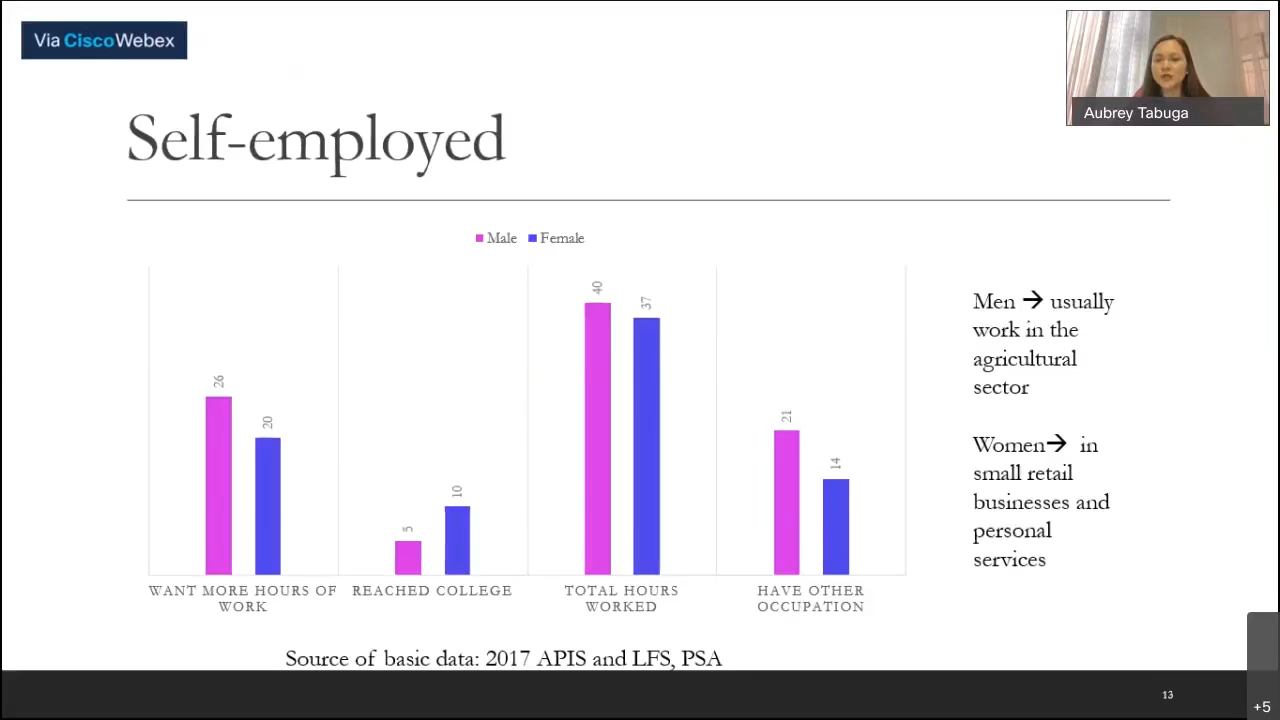 Via CiscoWebex
Aubrey Tabuga
Self-employed
Male Female
26
20
5
10
40
37
21
14
WANT MORE HOURS OF
WORK
REACHED COLLEGE
TOTAL HOURS
WORKED
HAVE OTHER
OCCUPATION
Men → usually
work in the
agricultural
sector
Women→ in
small retail
businesses and
personal
services
Source of basic data: 2017 APIS and LFS, PSA
13
+5